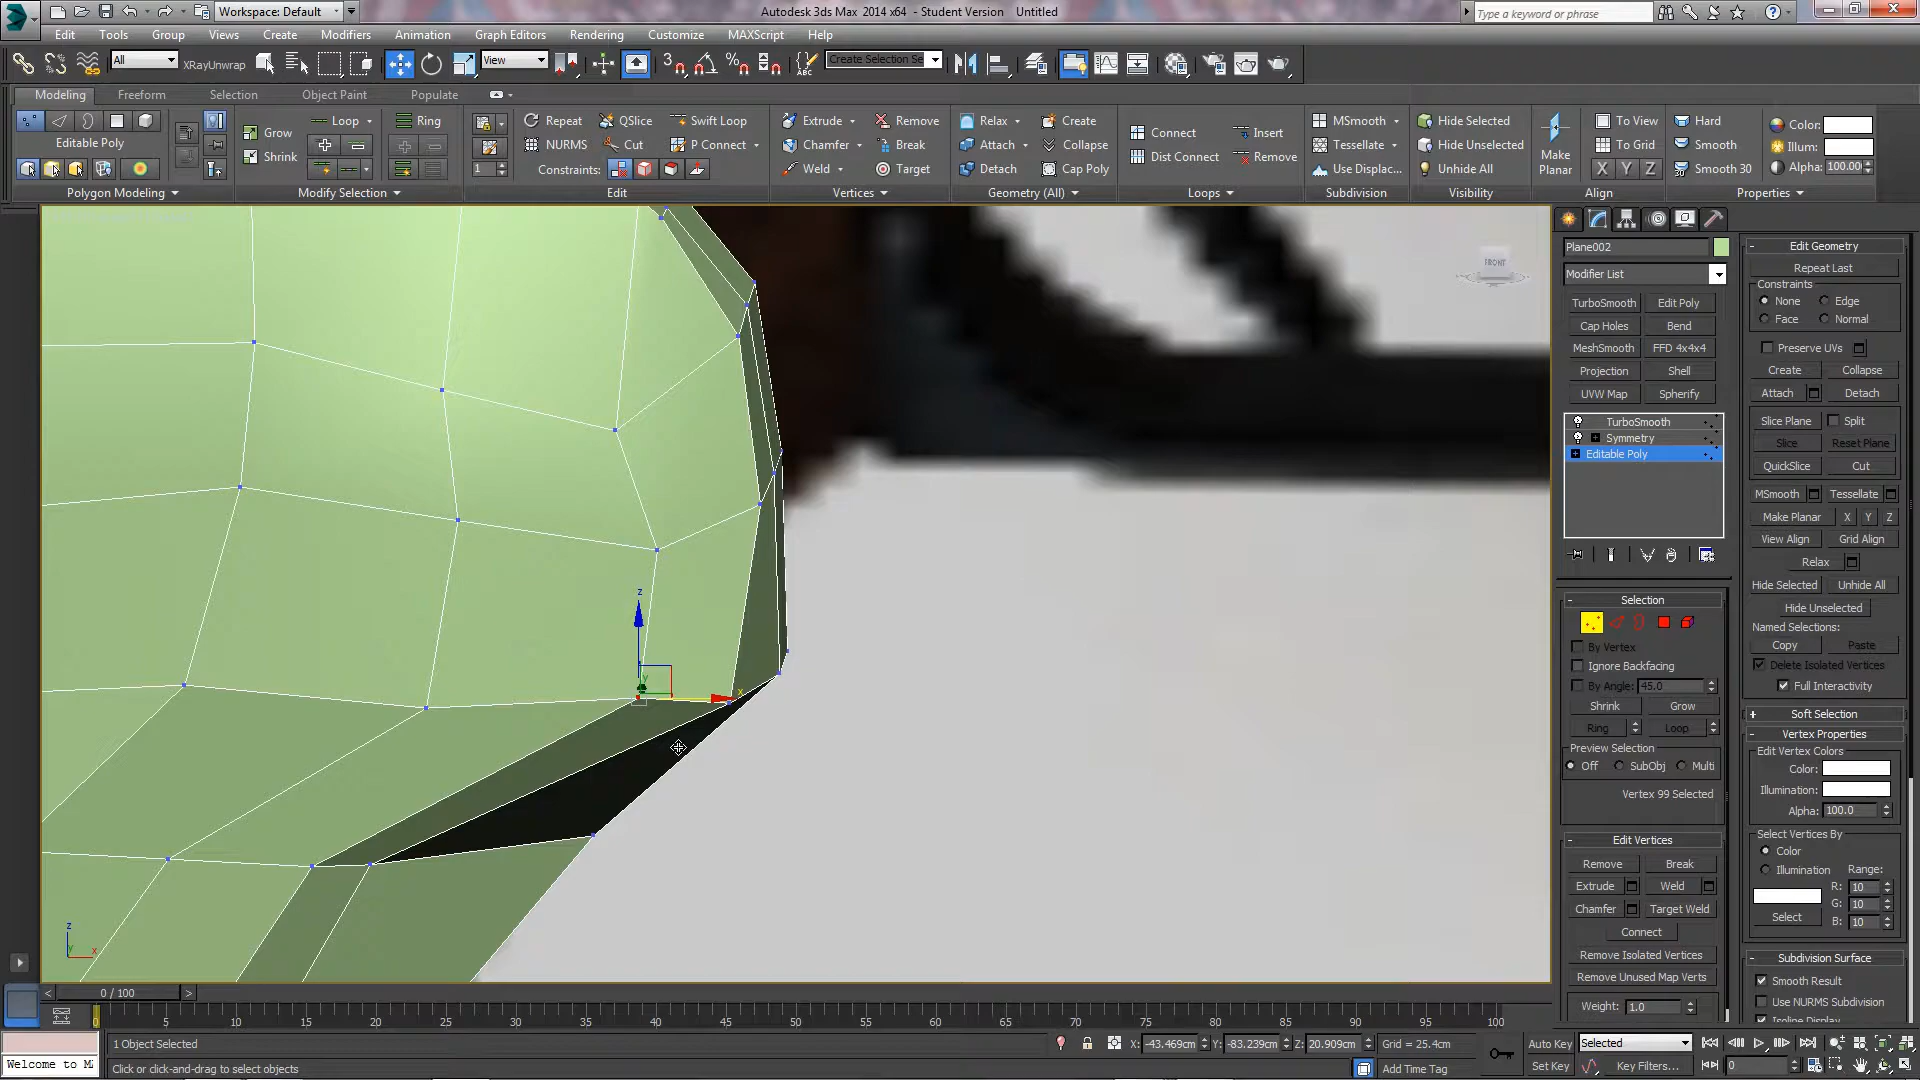 Workspace: Default
Autodesk 3ds Max 2014 x64 - Student Version Untitled
Type a keyword or phrase
Edit Tools Group Views Create Modifiers Animation Graph Editors Rendering Customize MAXScript Help
All XRayUnwrap View Create Selection Se
Modeling Freeform Selection Object Paint Populate
Loop Ring Repeat QSlice Swift Loop Extrude Remove Relax Create MSmooth Hide Selected To View Hard Color:
Editable Poly Grow NURMS Cut P Connect Chamfer Break Attach Collapse Connect Insert Tessellate Hide Unselected Make Planar To Grid Smooth Illum:
Shrink 1 Constraints: Weld Target Detach Cap Poly Dist Connect Remove Use Displac... Unhide All X Y Z Smooth 30 Alpha: 100.00
Polygon Modeling Modify Selection Edit Vertices Geometry (All) Loops Subdivision Visibility Align Properties
FRONT
z
y
x
z
y
x
Plane002
Modifier List
TurboSmooth Edit Poly
Cap Holes Bend
MeshSmooth FFD 4x4x4
Projection Shell
UVW Map Spherify
TurboSmooth
Symmetry
Editable Poly
Selection
By Vertex
Ignore Backfacing
By Angle: 45.0
Shrink Grow
Ring Loop
Preview Selection
Off SubObj Multi
Vertex 99 Selected
Edit Vertices
Remove Break
Extrude Weld
Chamfer Target Weld
Connect
Remove Isolated Vertices
Remove Unused Map Verts
Weight: 1.0
Edit Geometry
Repeat Last
Constraints
None Edge
Face Normal
Preserve UVs
Create Collapse
Attach Detach
Slice Plane Split
Slice Reset Plane
QuickSlice Cut
MSmooth Tessellate
Make Planar X Y Z
View Align Grid Align
Relax
Hide Selected Unhide All
Hide Unselected
Named Selections:
Copy Paste
Delete Isolated Vertices
Full Interactivity
Soft Selection
Vertex Properties
Edit Vertex Colors
Color:
Illumination:
Alpha: 100.0
Select Vertices By
Color
Illumination Range:
R: 10
G: 10
Select B: 10
Subdivision Surface
Smooth Result
Use NURMS Subdivision
Isoline Display
0 / 100
0 5 10 15 20 25 30 35 40 45 50 55 60 65 70 75 80 85 90 95 100
1 Object Selected X: -43.469cm Y: -83.239cm Z: 20.909cm Grid = 25.4cm Auto Key Selected
Welcome to M Click or click-and-drag to select objects Add Time Tag Set Key Key Filters... 0